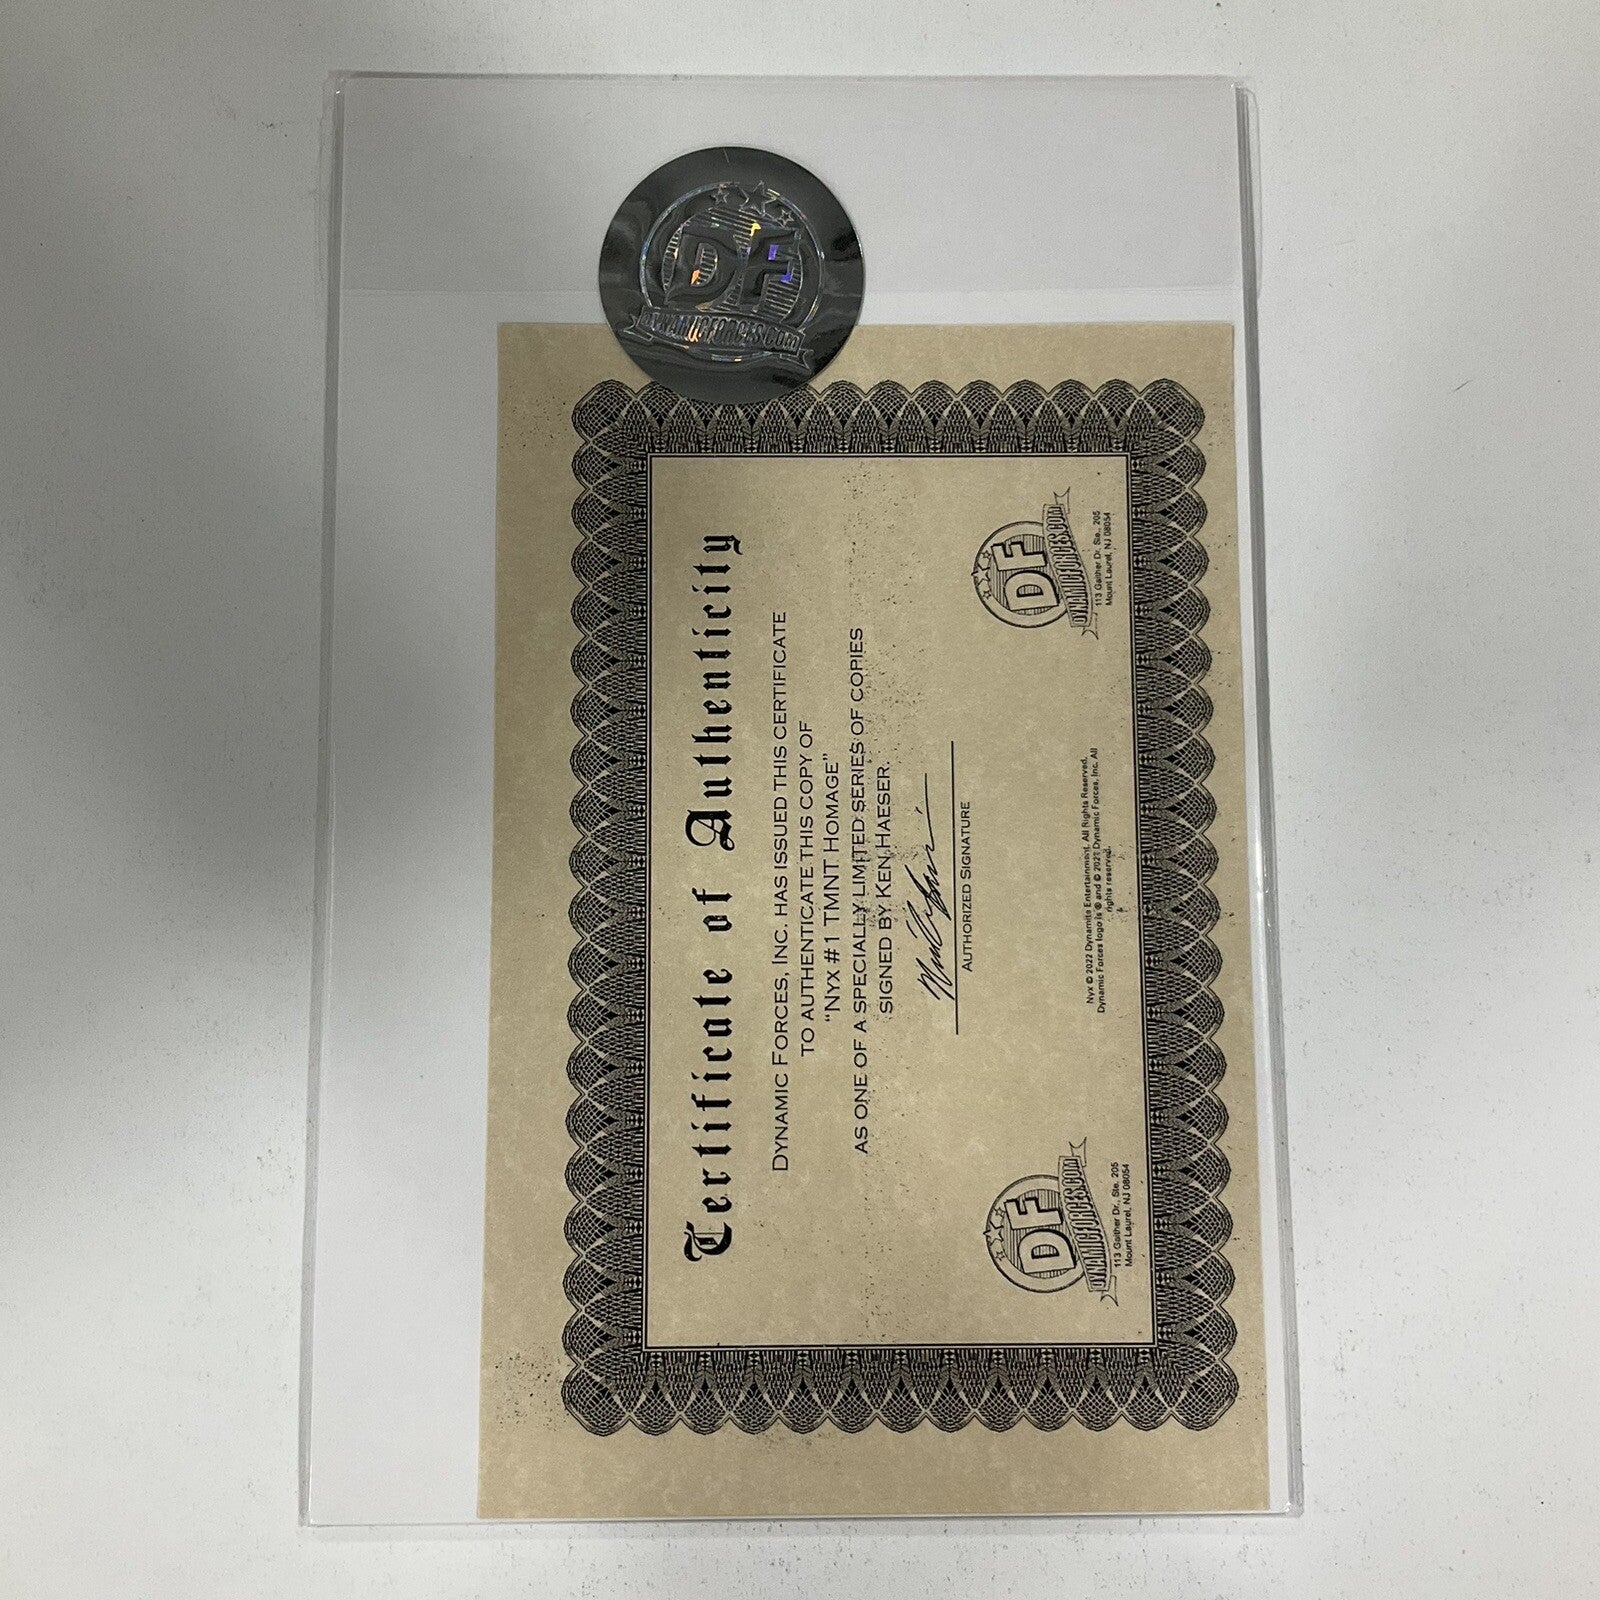 DF
DYNAMICFORCES.COM
Certificate of Authenticity
DYNAMIC FORCES, INC. HAS ISSUED THIS CERTIFICATE
TO AUTHENTICATE THIS COPY OF
"NYX #1 TMNT HOMAGE"
AS ONE OF A SPECIALLY LIMITED SERIES OF COPIES
SIGNED BY KEN HAESER.
AUTHORIZED SIGNATURE
DF
DYNAMICFORCES.COM
113 Gaither Dr., Ste. 205
Mount Laurel, NJ 08054
Nyx © 2022 Dynamite Entertainment. All Rights Reserved.
Dynamic Forces logo is ® and © 2021 Dynamic Forces, Inc. All
rights reserved.
DF
DYNAMICFORCES.COM
113 Gaither Dr. Ste., 205
Mount Laurel, NJ 08054